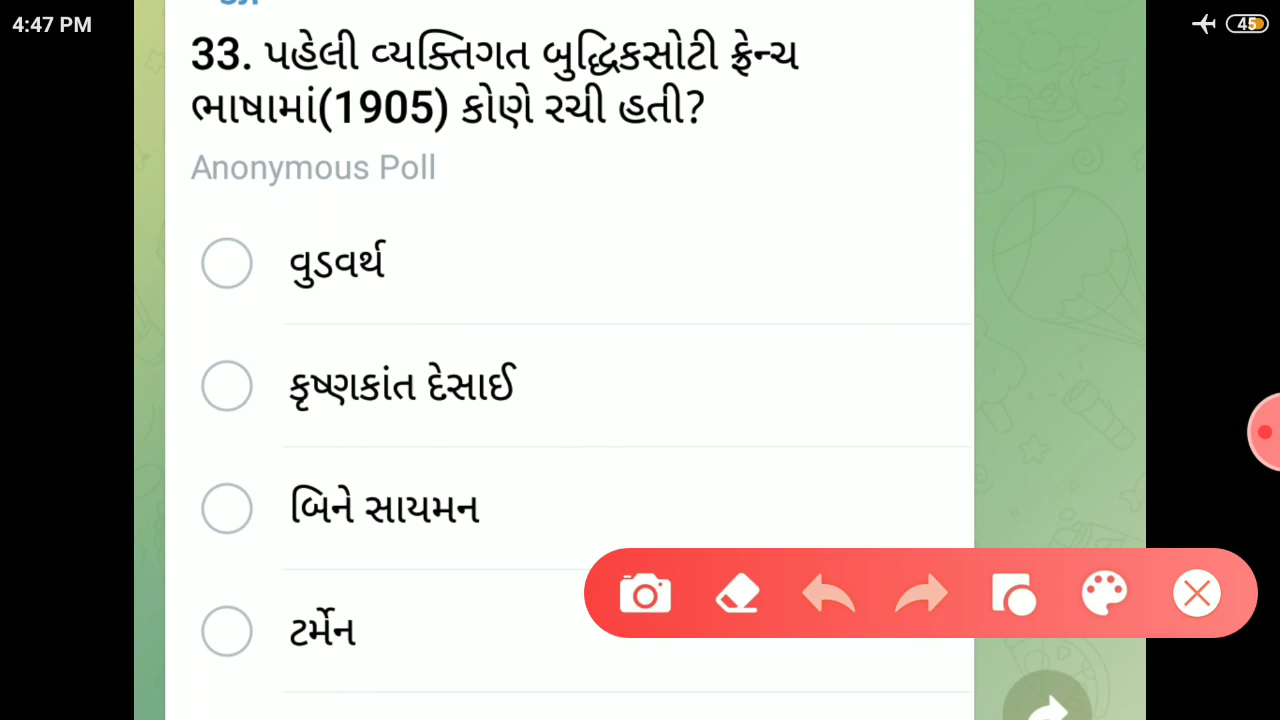 4:47 PM
45
33. પહેલી વ્યક્તિગત બુદ્ધિકસોટી ફ્રેન્ચ
ભાષામાં(1905) કોણે રચી હતી?
Anonymous Poll
વુડવર્થ
કૃષ્ણકાંત દેસાઈ
બિને સાયમન
ટર્મેન